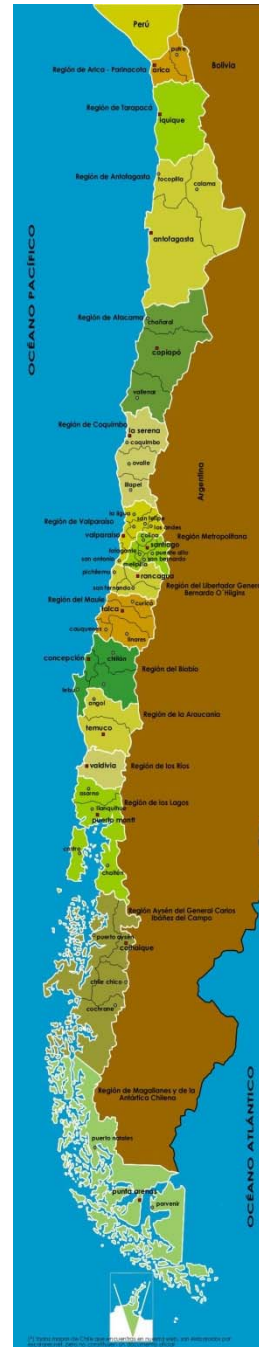 Perú
putre
Región de Arica - Parinacota
arica
Bolivia
Región de Tarapacá
iquique
Región de Antofagasta
tocopilla
calama
antofagasta
OCÉANO PACÍFICO
Región de Atacama
chañaral
copiapó
vallenar
Región de Coquimbo
la serena
coquimbo
ovalle
illapel
Argentina
la ligua
Región de Valparaíso
san felipe
los andes
valparaíso
colina
Región Metropolitana
santiago
talagante
puente alto
san antonio
san bernardo
melipilla
pichilemu
rancagua
san fernando
Región del Libertador General
Bernardo O´Higgins
Región del Maule
curicó
talca
cauquenes
linares
concepción
chillán
Región del Biobío
lebu
angol
Región de la Araucanía
temuco
valdivia
Región de los Ríos
osorno
Región de los Lagos
llanquihue
puerto montt
castro
chaitén
Región Aysén del General Carlos
Ibáñez del Campo
puerto aysén
coihaique
chile chico
cochrane
Región de Magallanes y de la
Antártica Chilena
puerto natales
OCÉANO ATLÁNTICO
punta arenas
porvenir